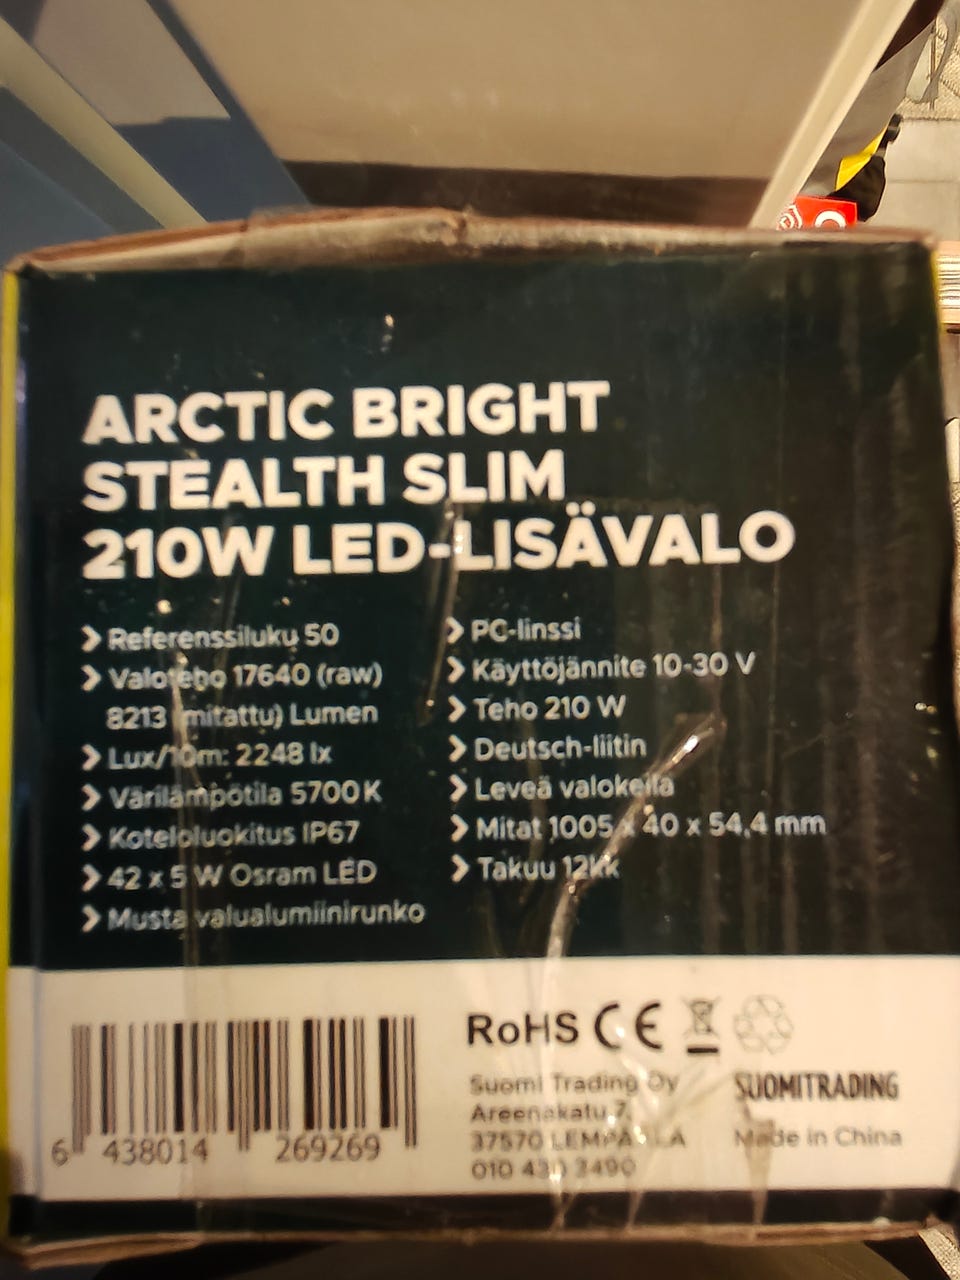 ARCTIC BRIGHT
STEALTH SLIM
210W LED-LISÄVALO
Referenssiluku 50
Valoteho 17640 (raw)
8213 (mitattu) Lumen
Lux/10m: 2248 lx
Värilämpötila 5700 K
Koteloluokitus IP67
42 x 5 W Osram LED
Musta valualumiinirunko
PC-linssi
Käyttöjännite 10-30 V
Teho 210 W
Deutsch-liitin
Leveä valokeila
Mitat 1005 x 40 x 54,4 mm
Takuu 12kk
6 438014 269269
RoHS CE
Suomi Trading Oy
Areenakatu 7,
37570 LEMPÄÄLÄ
010 430 3490
SUOMITRADING
Made in China